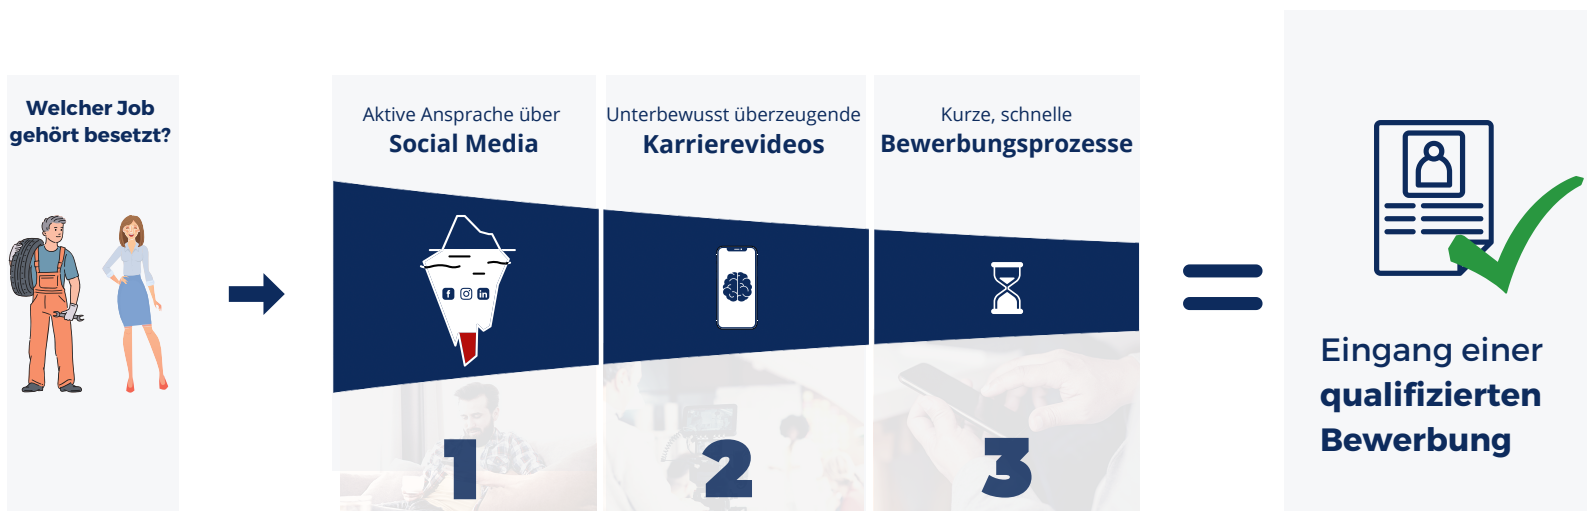 Welcher Job
gehört besetzt?
Aktive Ansprache über
Social Media
Unterbewusst überzeugende
Karrierevideos
Kurze, schnelle
Bewerbungsprozesse
1
2
3
Eingang einer
qualifizierten
Bewerbung